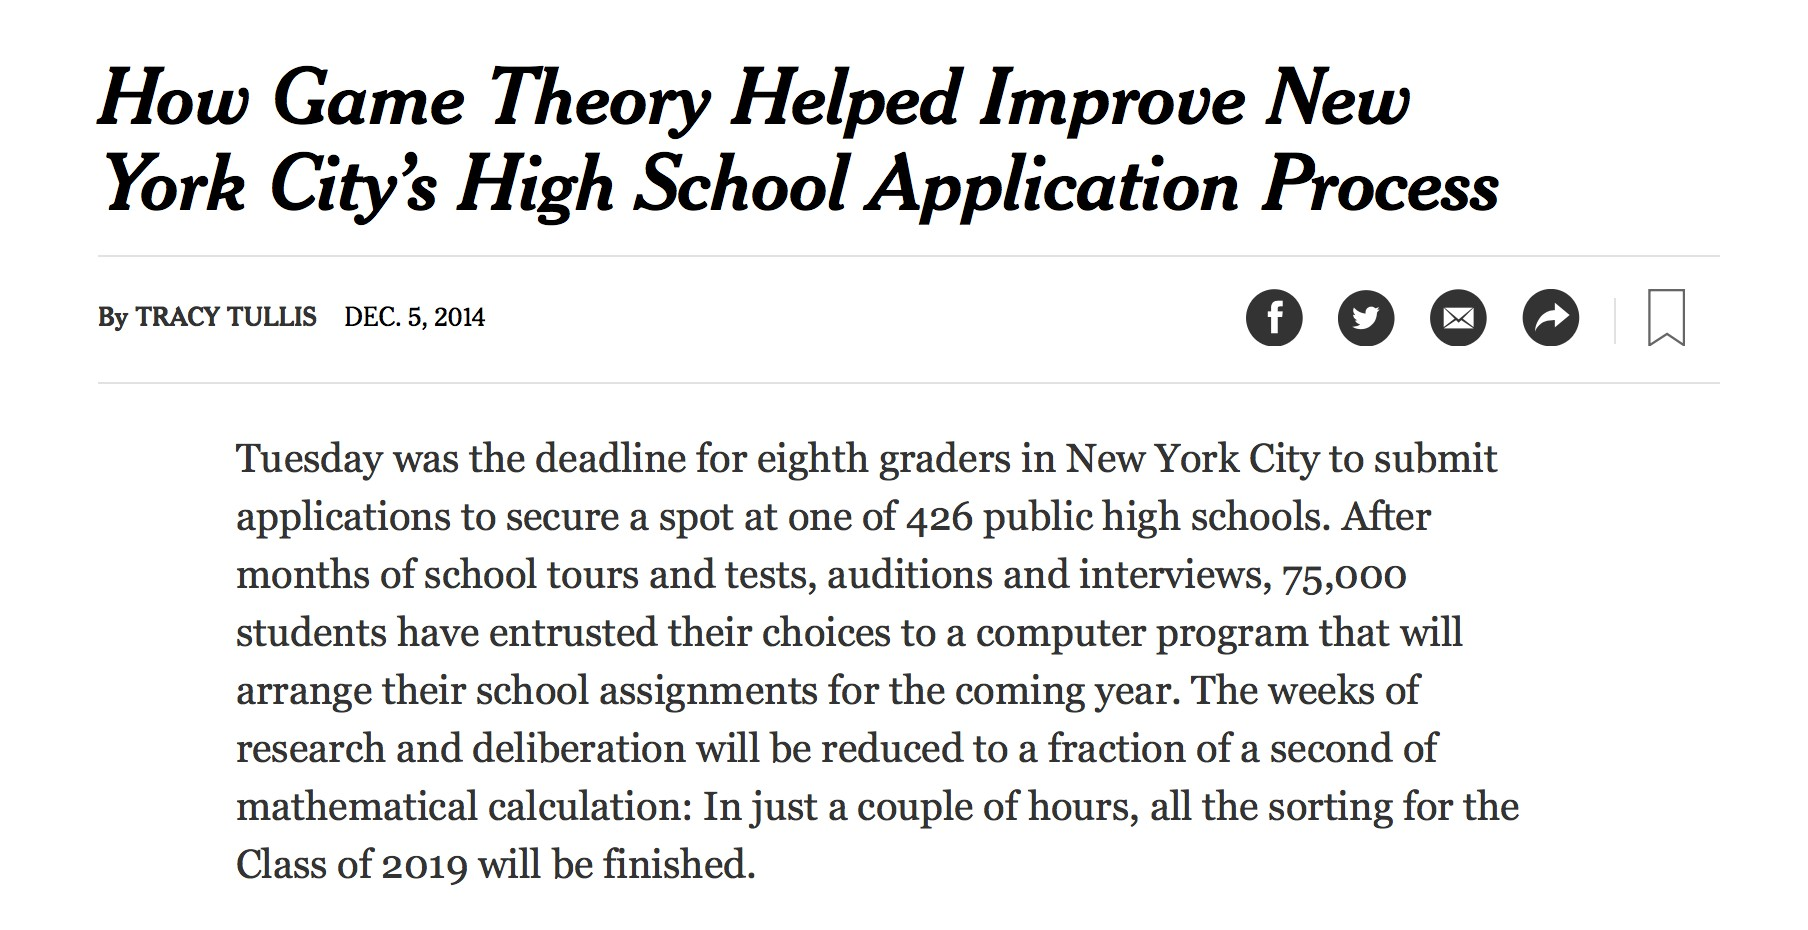 How Game Theory Helped Improve New
York City’s High School Application Process
By TRACY TULLIS DEC. 5, 2014
Tuesday was the deadline for eighth graders in New York City to submit
applications to secure a spot at one of 426 public high schools. After
months of school tours and tests, auditions and interviews, 75,000
students have entrusted their choices to a computer program that will
arrange their school assignments for the coming year. The weeks of
research and deliberation will be reduced to a fraction of a second of
mathematical calculation: In just a couple of hours, all the sorting for the
Class of 2019 will be finished.